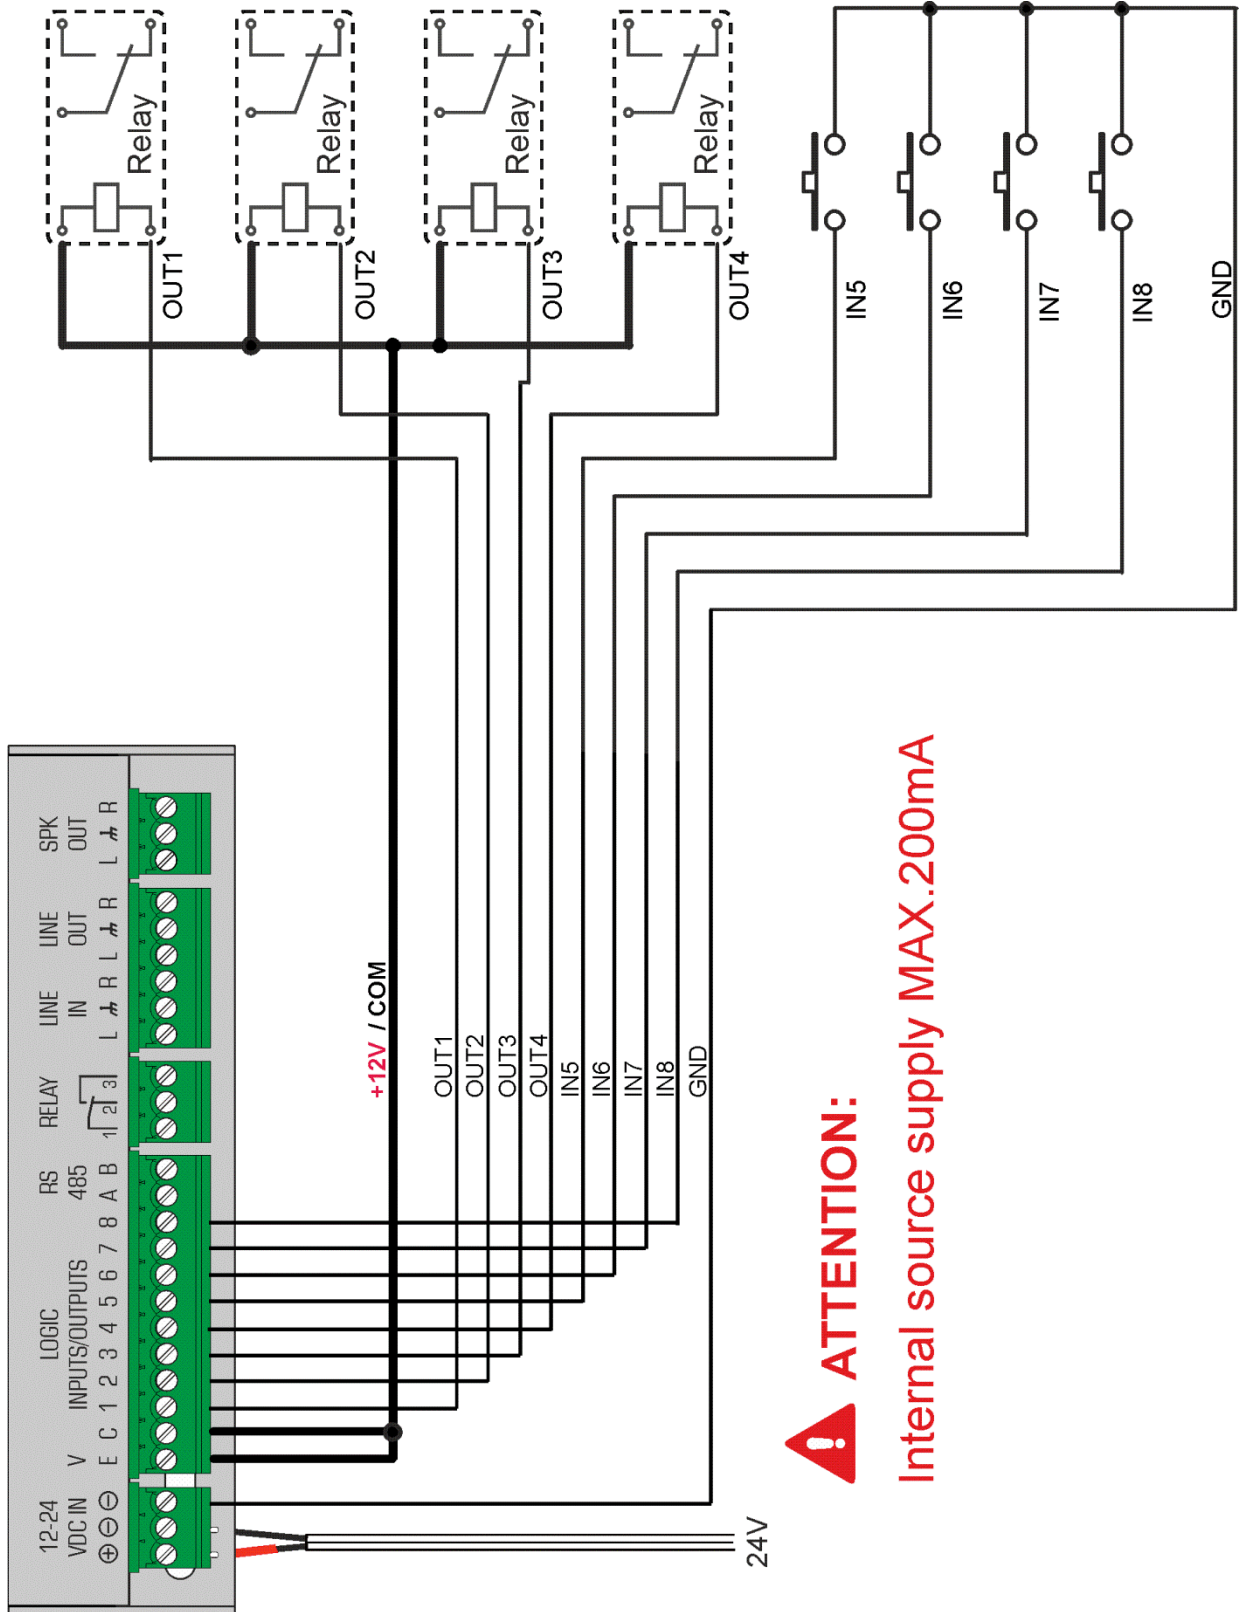 Relay
Relay
Relay
Relay
OUT1
OUT2
OUT3
OUT4
IN5
IN6
IN7
IN8
GND
+12V / COM
OUT1
OUT2
OUT3
OUT4
IN5
IN6
IN7
IN8
GND
12-24
VDC IN
⊕ ⊖ ⊖
V
LOGIC
INPUTS/OUTPUTS
E C 1 2 3 4 5 6 7 8
RS
485
A B
RELAY
1 2 3
LINE
IN
L R
LINE
OUT
L R
SPK
OUT
L R
24V
ATTENTION:
Internal source supply MAX.200mA